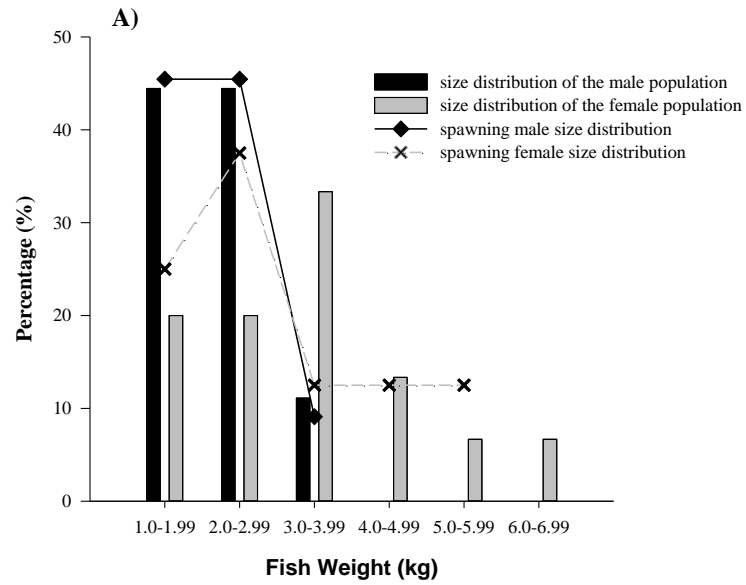 A)
50
size distribution of the male population
size distribution of the female population
40
spawning male size distribution
spawning female size distribution
30
Percentage (%)
20
10
0
1.0-1.99 2.0-2.99 3.0-3.99 4.0-4.99 5.0-5.99 6.0-6.99
Fish Weight (kg)